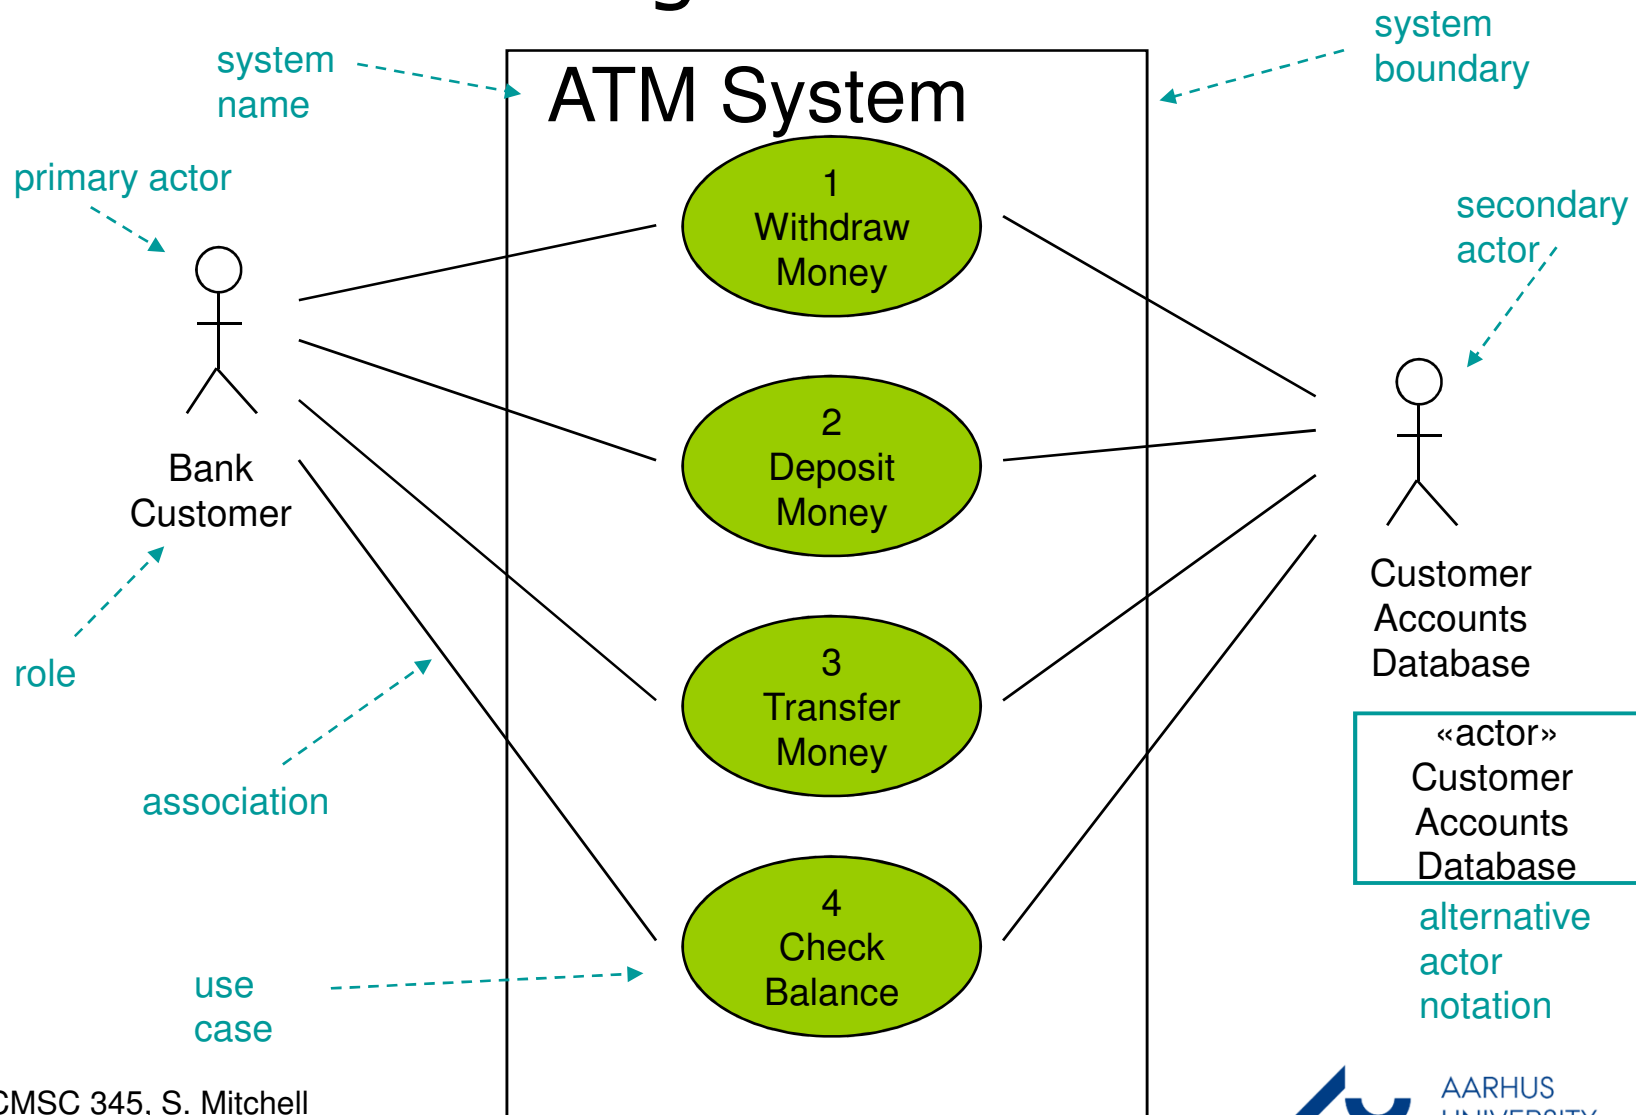 system
name
ATM System
system
boundary
primary actor
secondary
actor
1
Withdraw
Money
2
Deposit
Money
3
Transfer
Money
4
Check
Balance
Bank
Customer
role
association
use
case
Customer
Accounts
Database
«actor»
Customer
Accounts
Database
alternative
actor
notation
CMSC 345, S. Mitchell
AARHUS
UNIVERSITY